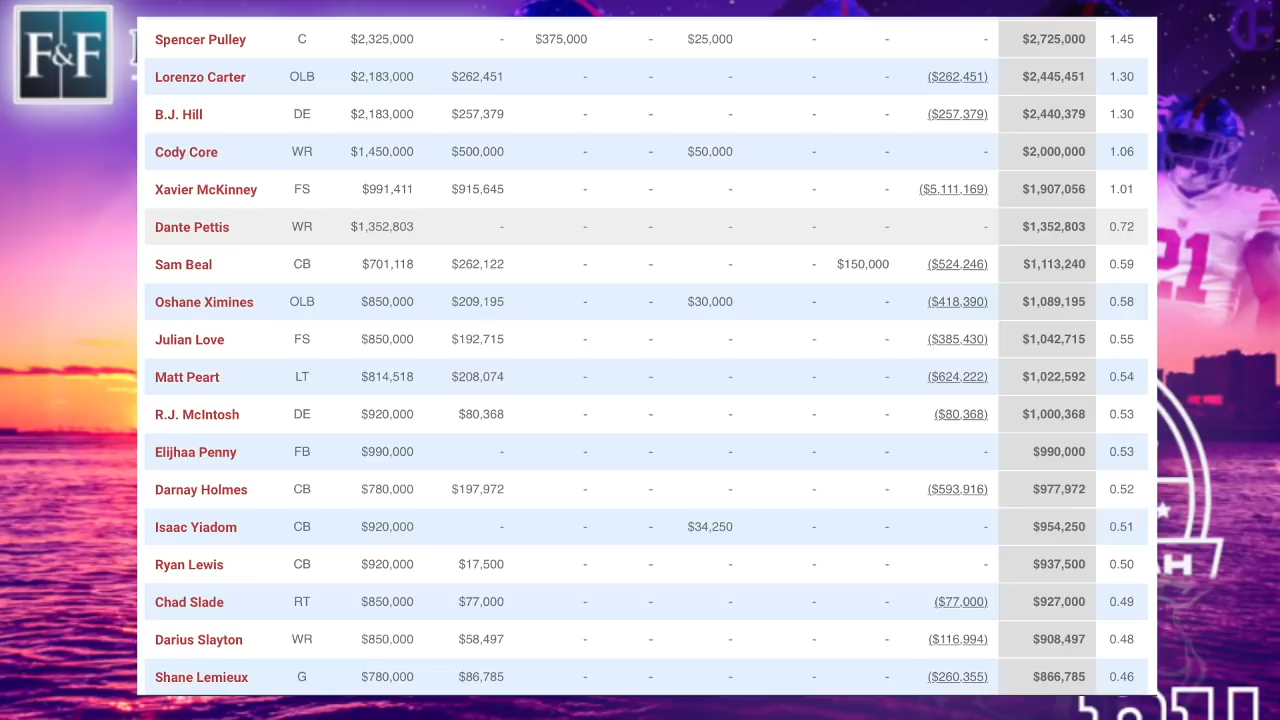 F&F
Spencer Pulley C $2,325,000 - $375,000 - $25,000 - - - $2,725,000 1.45
Lorenzo Carter OLB $2,183,000 $262,451 - - - - - ($262,451) $2,445,451 1.30
B.J. Hill DE $2,183,000 $257,379 - - - - - ($257,379) $2,440,379 1.30
Cody Core WR $1,450,000 $500,000 - - $50,000 - - - $2,000,000 1.06
Xavier McKinney FS $991,411 $915,645 - - - - - ($5,111,169) $1,907,056 1.01
Dante Pettis WR $1,352,803 - - - - - - - $1,352,803 0.72
Sam Beal CB $701,118 $262,122 - - - - $150,000 ($524,246) $1,113,240 0.59
Oshane Ximines OLB $850,000 $209,195 - - $30,000 - - ($418,390) $1,089,195 0.58
Julian Love FS $850,000 $192,715 - - - - - ($385,430) $1,042,715 0.55
Matt Peart LT $814,518 $208,074 - - - - - ($624,222) $1,022,592 0.54
R.J. McIntosh DE $920,000 $80,368 - - - - - ($80,368) $1,000,368 0.53
Elijhaa Penny FB $990,000 - - - - - - - $990,000 0.53
Darnay Holmes CB $780,000 $197,972 - - - - - ($593,916) $977,972 0.52
Isaac Yiadom CB $920,000 - - - $34,250 - - - $954,250 0.51
Ryan Lewis CB $920,000 $17,500 - - - - - - $937,500 0.50
Chad Slade RT $850,000 $77,000 - - - - - ($77,000) $927,000 0.49
Darius Slayton WR $850,000 $58,497 - - - - - ($116,994) $908,497 0.48
Shane Lemieux G $780,000 $86,785 - - - - - ($260,355) $866,785 0.46